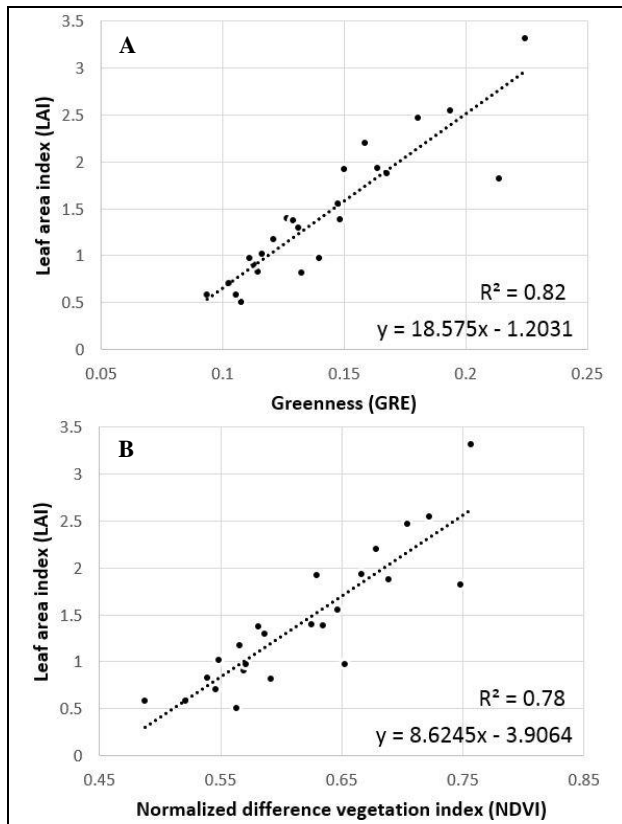 A
3.5
3
2.5
2
1.5
1
0.5
0
Leaf area index (LAI)
R² = 0.82
y = 18.575x - 1.2031
0.05 0.1 0.15 0.2 0.25
Greenness (GRE)
B
3.5
3
2.5
2
1.5
1
0.5
0
Leaf area index (LAI)
R² = 0.78
y = 8.6245x - 3.9064
0.45 0.55 0.65 0.75 0.85
Normalized difference vegetation index (NDVI)